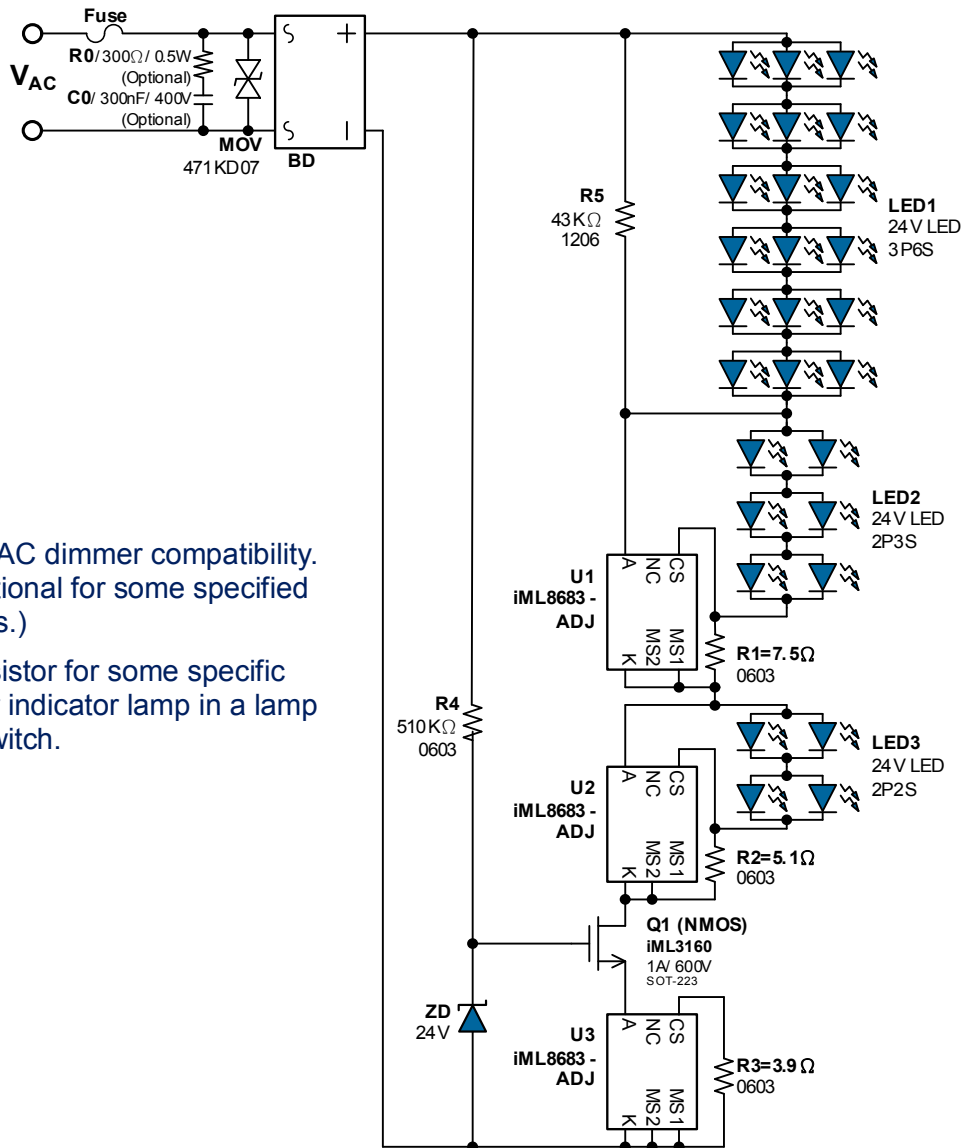 Fuse
R0/ 300Ω/ 0.5W
(Optional)
C0/ 300nF/ 400V
(Optional)
VAC
MOV
471KD07
BD
+
R5
43KΩ
1206
LED1
24V LED
3P6S
LED2
24V LED
2P3S
AC dimmer compatibility.
tional for some specified
s.)
sistor for some specific
r indicator lamp in a lamp
witch.
U1
iML8683-
ADJ
A
NC
CS
K
MS2
MS1
R1=7.5Ω
0603
R4
510KΩ
0603
LED3
24V LED
2P2S
U2
iML8683-
ADJ
A
NC
CS
K
MS2
MS1
R2=5.1Ω
0603
Q1 (NMOS)
iML3160
1A/ 600V
SOT-223
ZD
24V
U3
iML8683-
ADJ
A
NC
CS
K
MS2
MS1
R3=3.9Ω
0603